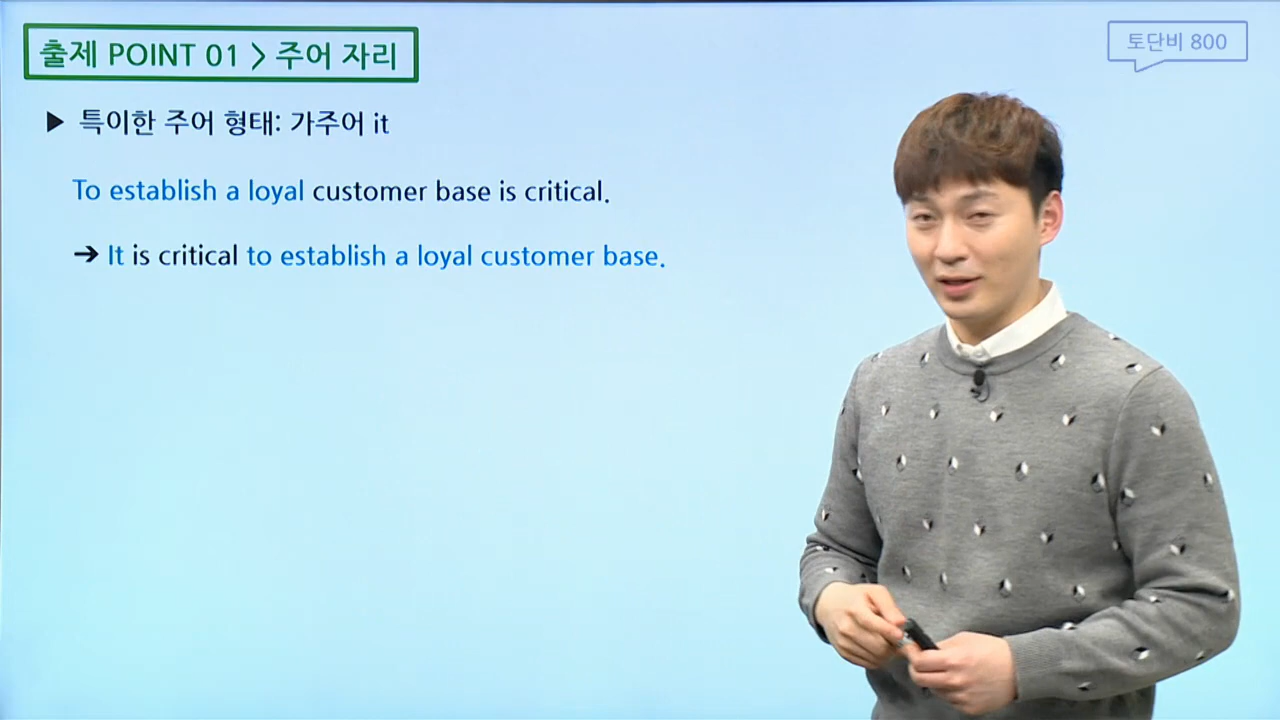 출제 POINT 01 > 주어 자리
토단비 800
▶ 특이한 주어 형태: 가주어 it
To establish a loyal customer base is critical.
➔ It is critical to establish a loyal customer base.